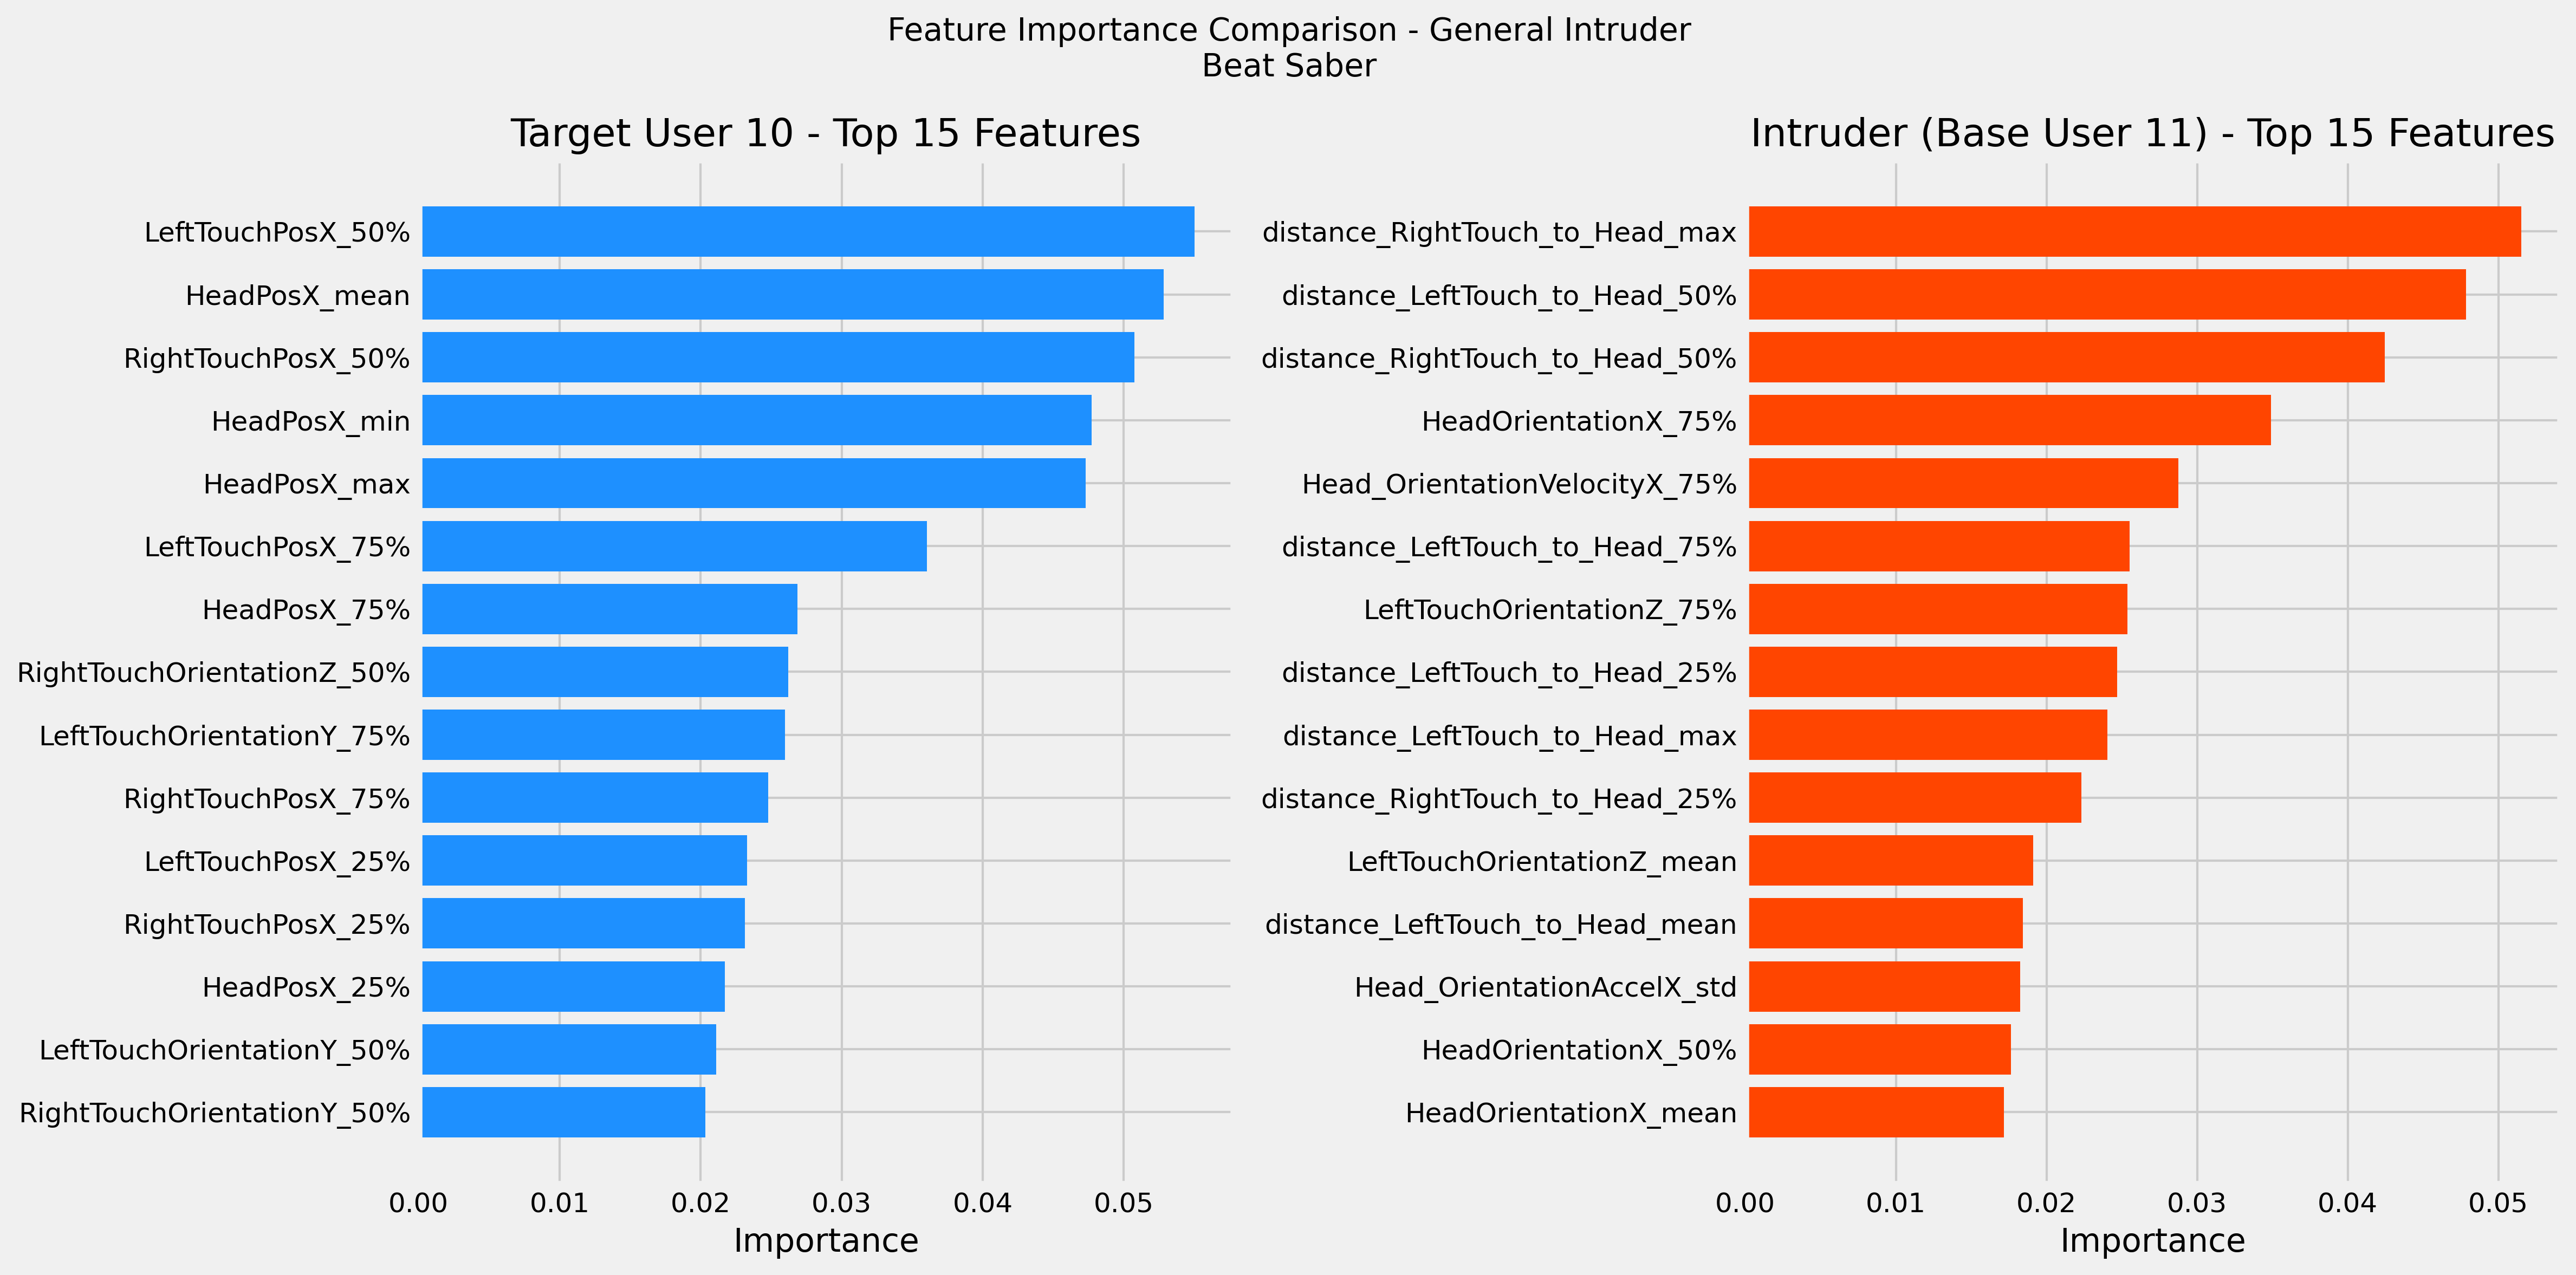 Feature Importance Comparison - General Intruder
Beat Saber
Target User 10 - Top 15 Features
LeftTouchPosX_50%
HeadPosX_mean
RightTouchPosX_50%
HeadPosX_min
HeadPosX_max
LeftTouchPosX_75%
HeadPosX_75%
RightTouchOrientationZ_50%
LeftTouchOrientationY_75%
RightTouchPosX_75%
LeftTouchPosX_25%
RightTouchPosX_25%
HeadPosX_25%
LeftTouchOrientationY_50%
RightTouchOrientationY_50%
0.00 0.01 0.02 0.03 0.04 0.05
Importance
Intruder (Base User 11) - Top 15 Features
distance_RightTouch_to_Head_max
distance_LeftTouch_to_Head_50%
distance_RightTouch_to_Head_50%
HeadOrientationX_75%
Head_OrientationVelocityX_75%
distance_LeftTouch_to_Head_75%
LeftTouchOrientationZ_75%
distance_LeftTouch_to_Head_25%
distance_LeftTouch_to_Head_max
distance_RightTouch_to_Head_25%
LeftTouchOrientationZ_mean
distance_LeftTouch_to_Head_mean
Head_OrientationAccelX_std
HeadOrientationX_50%
HeadOrientationX_mean
0.00 0.01 0.02 0.03 0.04 0.05
Importance